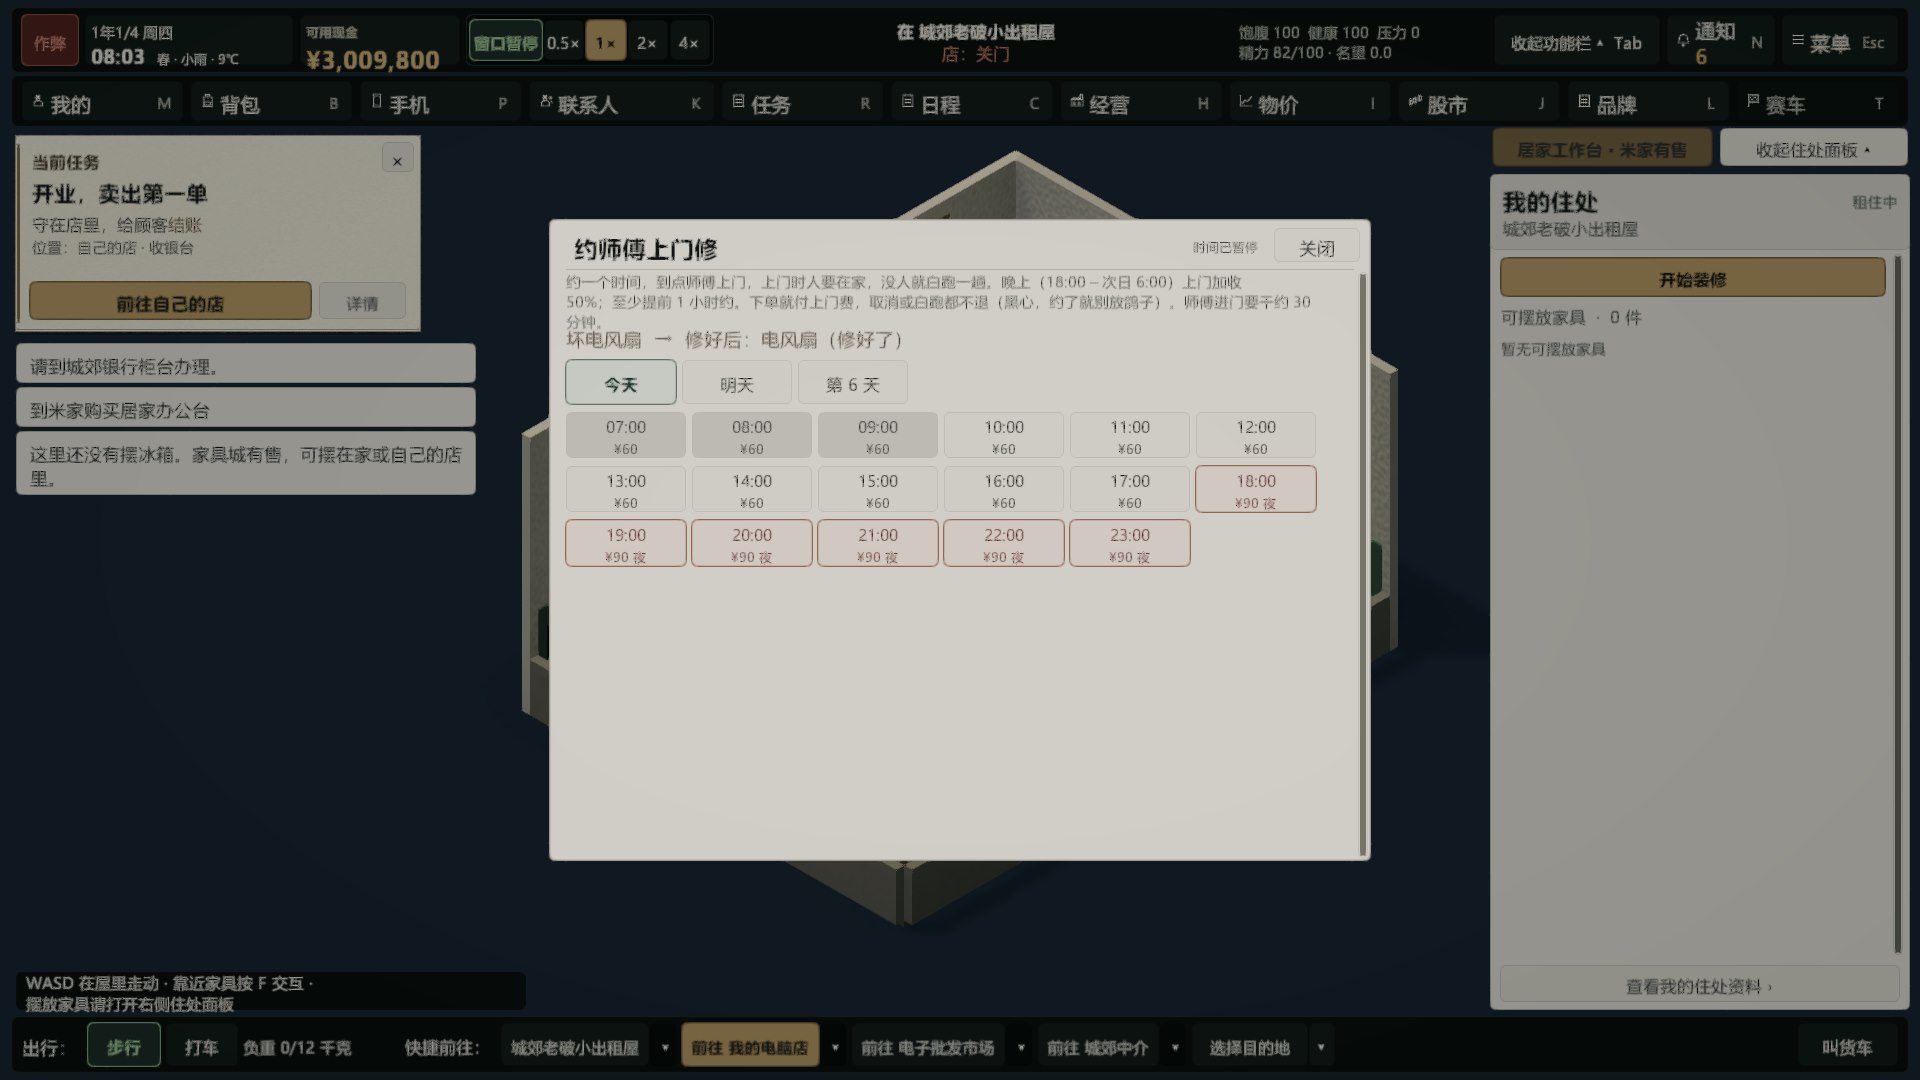 作弊
1年1/4 周四
08:03 春 · 小雨 · 9℃
可用现金
¥3,009,800
窗口暂停 0.5× 1× 2× 4×
在 城郊老破小出租屋
店：关门
饱腹 100 健康 100 压力 0
精力 82/100 · 名望 0.0
收起功能栏 ▴ Tab
通知 6 N
菜单 Esc
我的 M
背包 B
手机 P
联系人 K
任务 R
日程 C
经营 H
物价 I
股市 J
品牌 L
赛车 T
当前任务
×
开业，卖出第一单
守在店里，给顾客结账
位置：自己的店 · 收银台
前往自己的店
详情
请到城郊银行柜台办理。
到米家购买居家办公台
这里还没有摆冰箱。家具城有售，可摆在家或自己的店
里。
约师傅上门修
时间已暂停
关闭
约一个时间，到点师傅上门，上门时人要在家，没人就白跑一趟。晚上（18:00 – 次日 6:00）上门加收
50%；至少提前 1 小时约。下单就付上门费，取消或白跑都不退（黑心，约了就别放鸽子）。师傅进门要干约 30
分钟。
坏电风扇 → 修好后：电风扇（修好了）
今天
明天
第 6 天
07:00 08:00 09:00 10:00 11:00 12:00
¥60 ¥60 ¥60 ¥60 ¥60 ¥60
13:00 14:00 15:00 16:00 17:00 18:00
¥60 ¥60 ¥60 ¥60 ¥60 ¥90 夜
19:00 20:00 21:00 22:00 23:00
¥90 夜 ¥90 夜 ¥90 夜 ¥90 夜 ¥90 夜
居家工作台 · 米家有售
收起住处面板 ▴
我的住处
租住中
城郊老破小出租屋
开始装修
可摆放家具 · 0 件
暂无可摆放家具
查看我的住处资料 ›
WASD 在屋里走动 · 靠近家具按 F 交互 ·
摆放家具请打开右侧住处面板
出行：
步行
打车
负重 0/12 千克
快捷前往：
城郊老破小出租屋 ▾
前往 我的电脑店 ▾
前往 电子批发市场 ▾
前往 城郊中介 ▾
选择目的地 ▾
叫货车